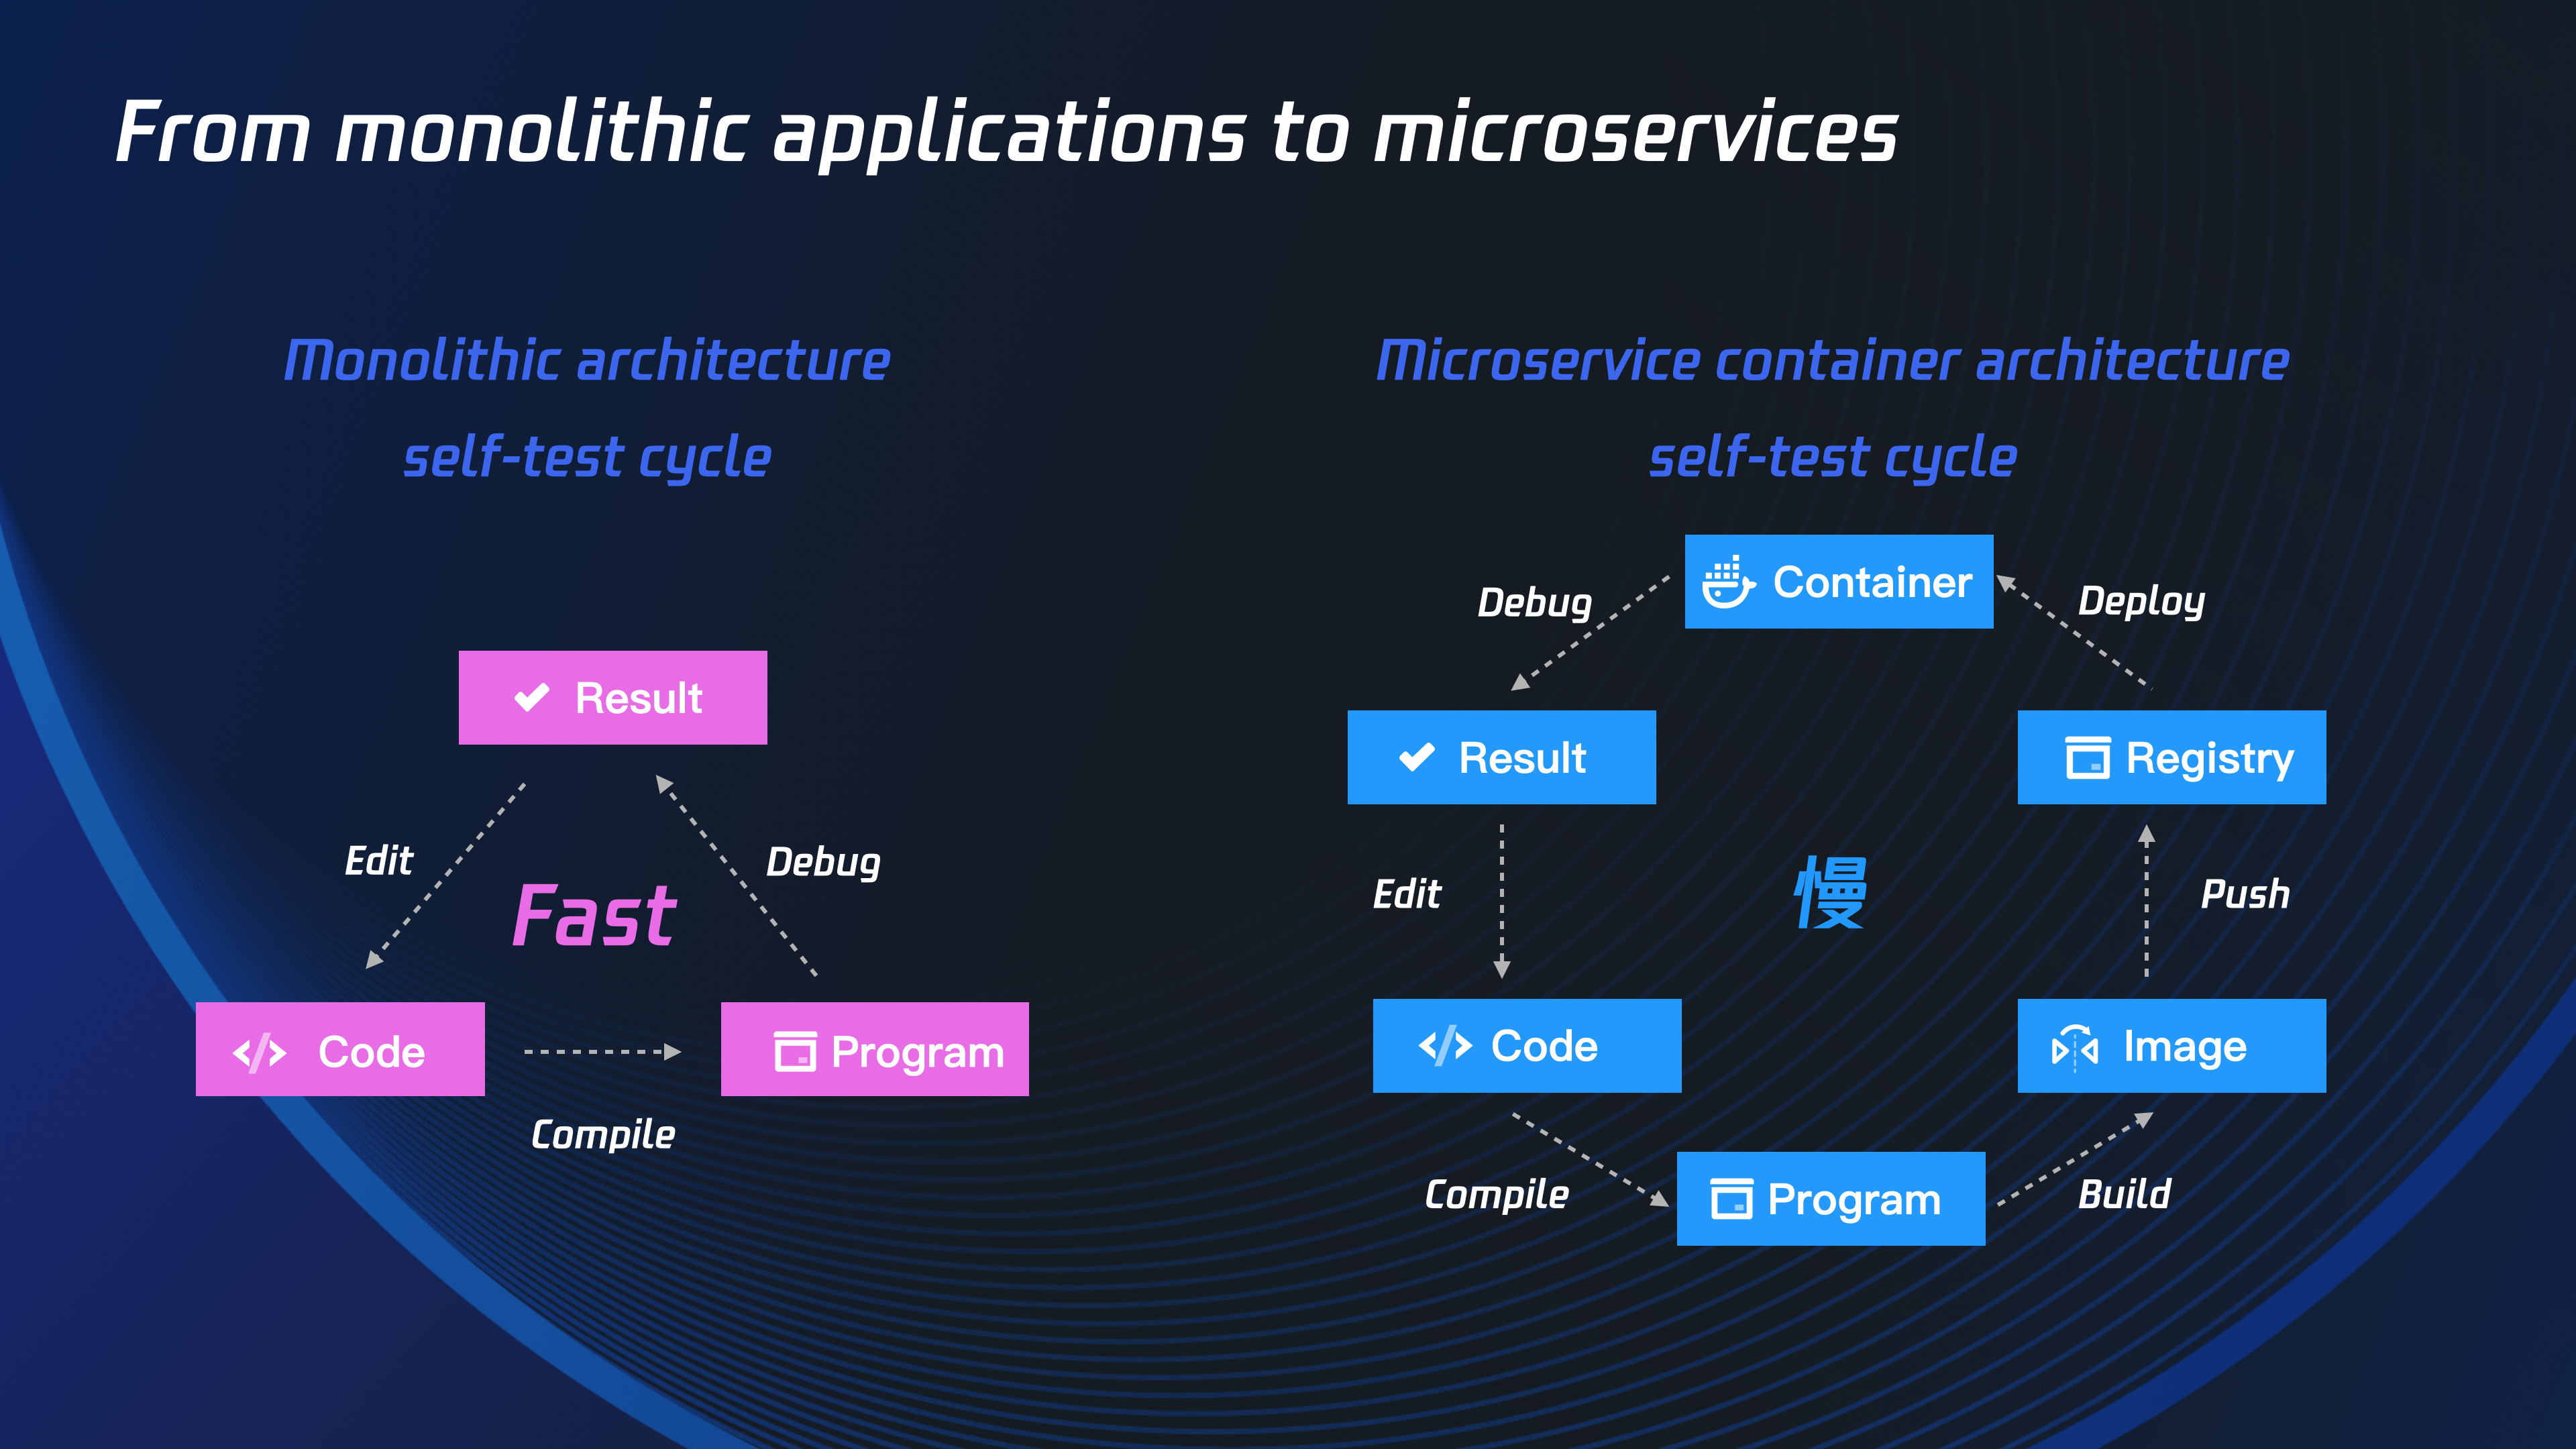 From monolithic applications to microservices
Monolithic architecture
self-test cycle
Result
Edit
Debug
Fast
Code
Program
Compile
Microservice container architecture
self-test cycle
Container
Debug
Deploy
Result
Registry
慢
Edit
Push
Code
Image
Compile
Program
Build